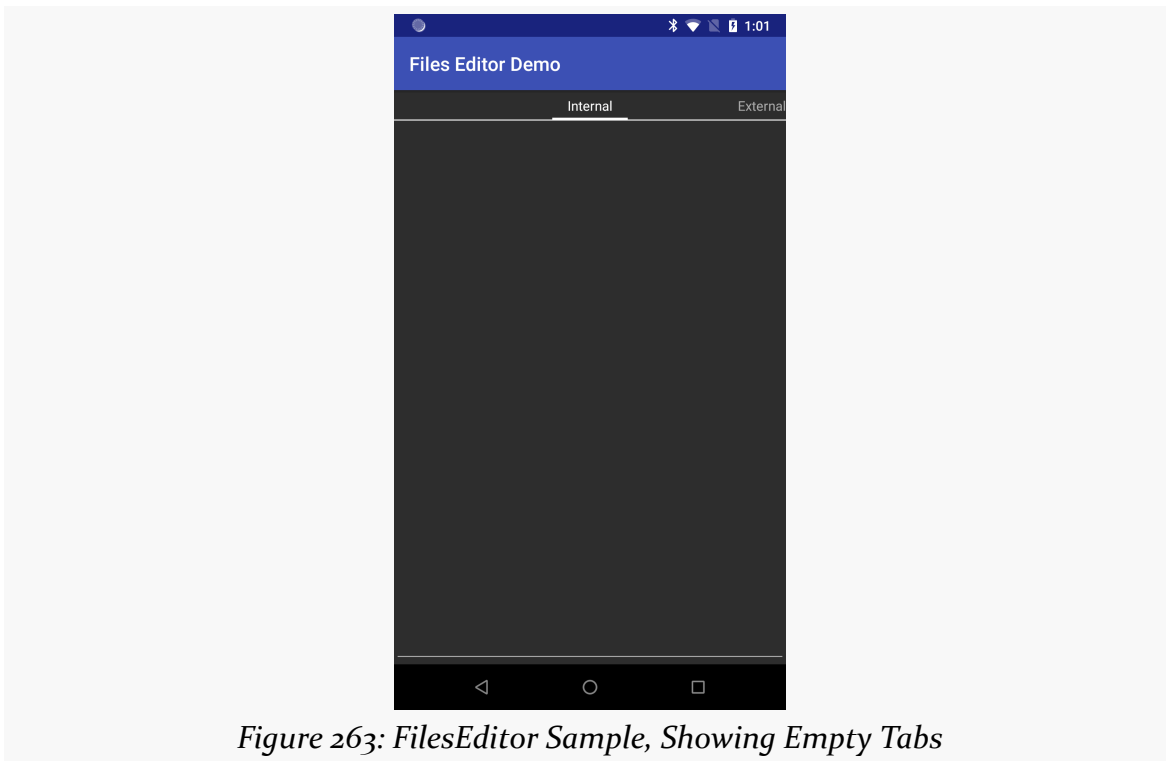 1:01
Files Editor Demo
Internal External
Figure 263: FilesEditor Sample, Showing Empty Tabs